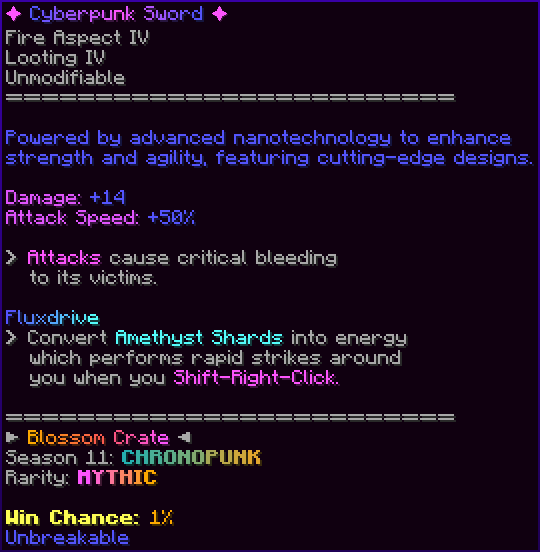 ✦ Cyberpunk Sword ✦
Fire Aspect IV
Looting IV
Unmodifiable
============================
Powered by advanced nanotechnology to enhance
strength and agility, featuring cutting-edge designs.
Damage: +14
Attack Speed: +50%
> Attacks cause critical bleeding
to its victims.
Fluxdrive
> Convert Amethyst Shards into energy
which performs rapid strikes around
you when you Shift-Right-Click.
============================
► Blossom Crate ◄
Season 11: CHRONOPUNK
Rarity: MYTHIC
Win Chance: 1%
Unbreakable